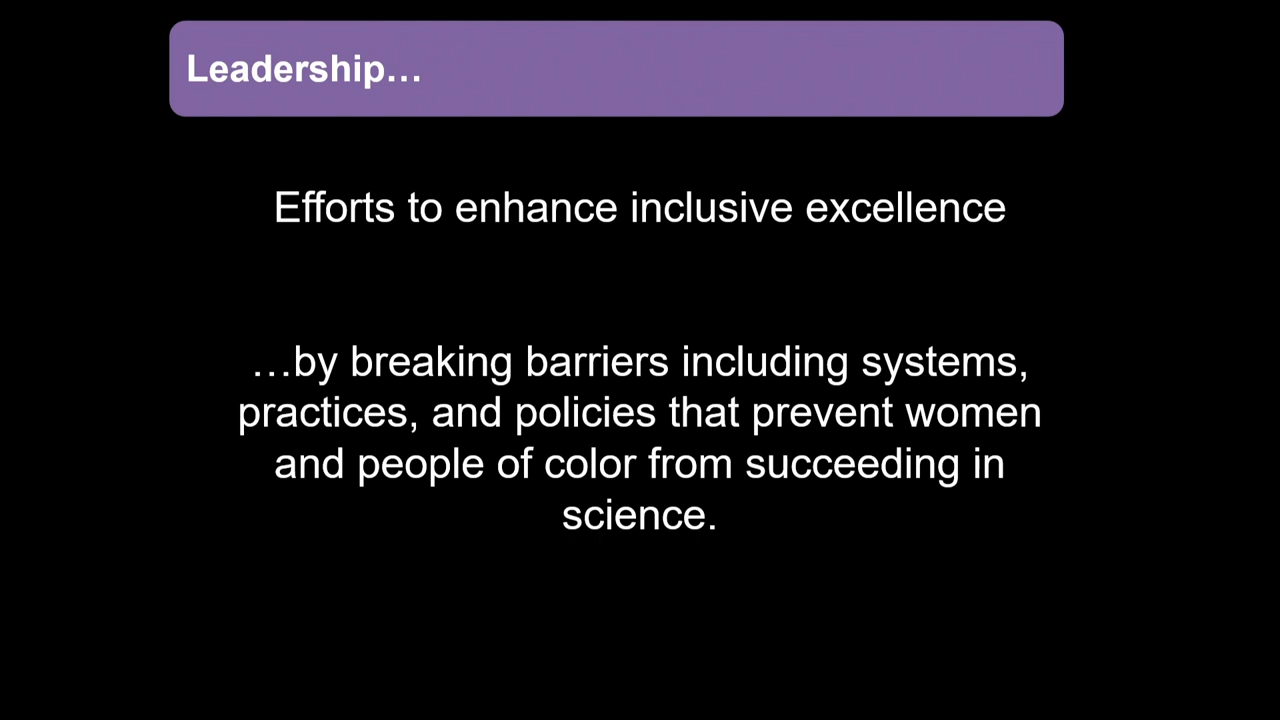 Leadership…
Efforts to enhance inclusive excellence
…by breaking barriers including systems,
practices, and policies that prevent women
and people of color from succeeding in
science.